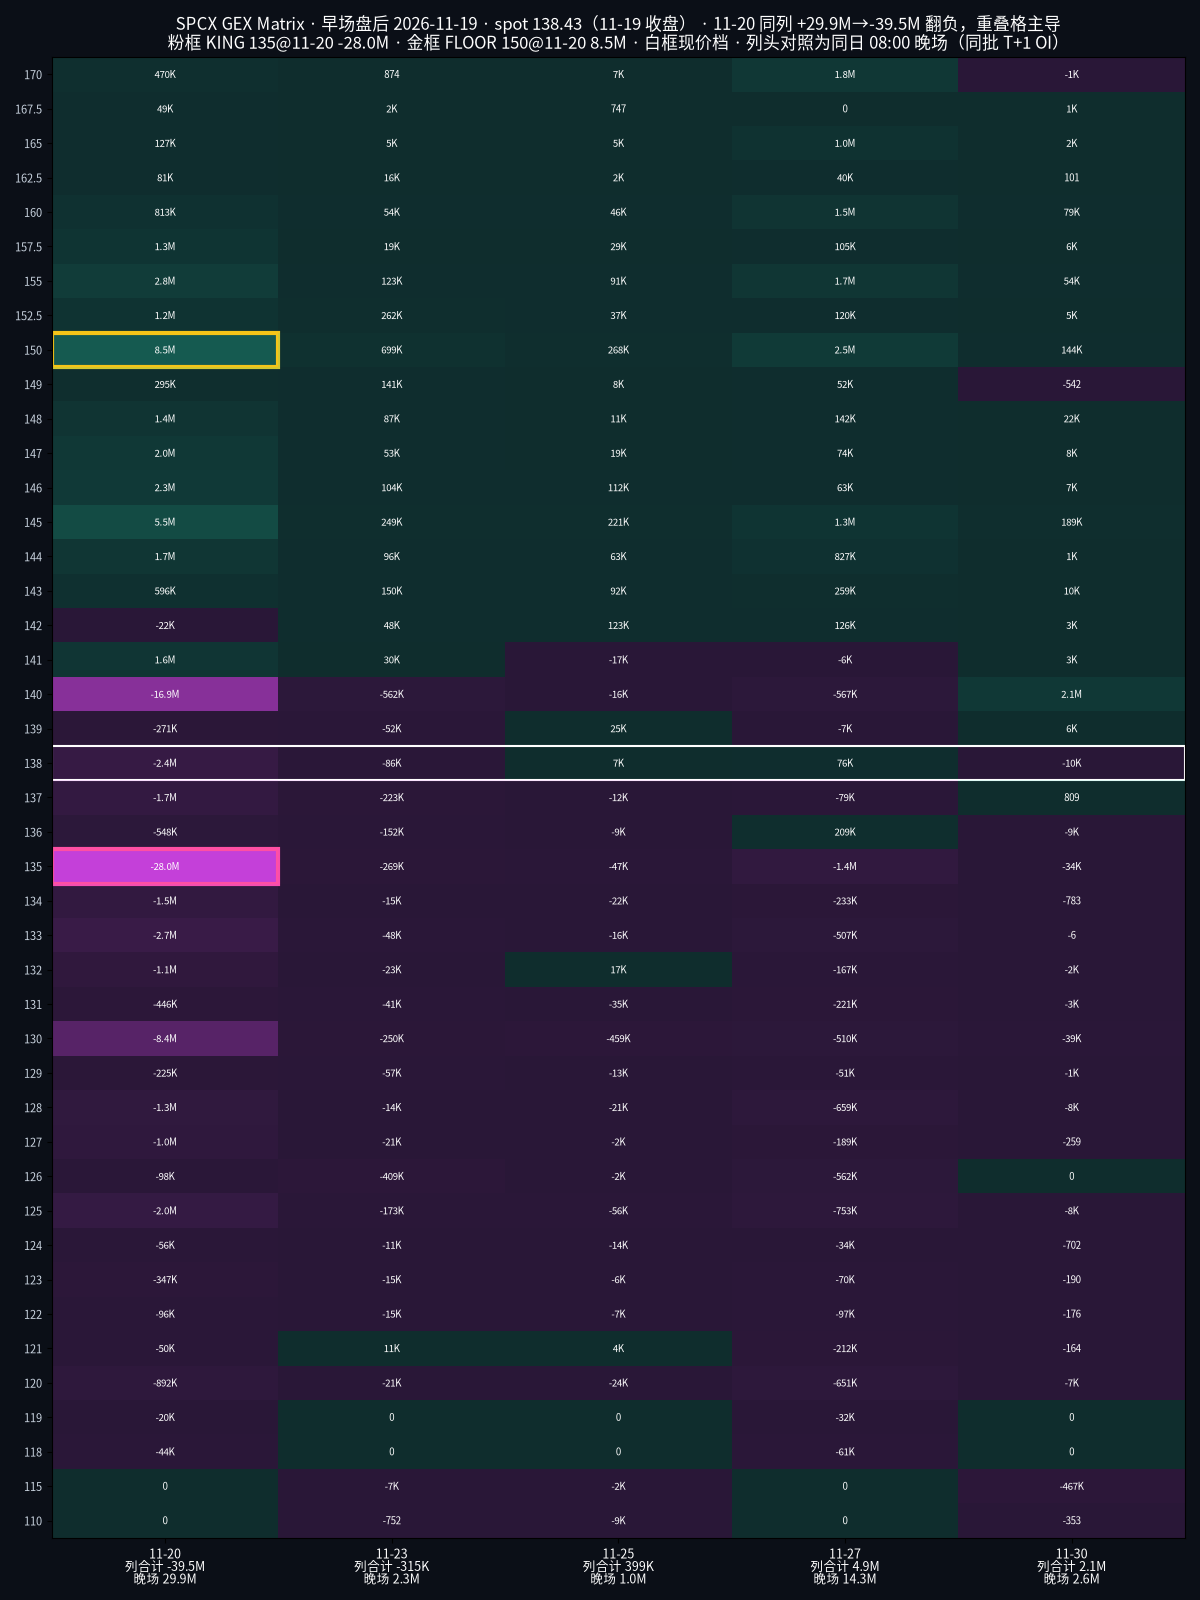 SPCX GEX Matrix · 早场盘后 2026-11-19 · spot 138.43（11-19 收盘） · 11-20 同列 +29.9M→-39.5M 翻负，重叠格主导
粉框 KING 135@11-20 -28.0M · 金框 FLOOR 150@11-20 8.5M · 白框现价档 · 列头对照为同日 08:00 晚场（同批 T+1 OI）
170 470K 874 7K 1.8M -1K
167.5 49K 2K 747 0 1K
165 127K 5K 5K 1.0M 2K
162.5 81K 16K 2K 40K 101
160 813K 54K 46K 1.5M 79K
157.5 1.3M 19K 29K 105K 6K
155 2.8M 123K 91K 1.7M 54K
152.5 1.2M 262K 37K 120K 5K
150 8.5M 699K 268K 2.5M 144K
149 295K 141K 8K 52K -542
148 1.4M 87K 11K 142K 22K
147 2.0M 53K 19K 74K 8K
146 2.3M 104K 112K 63K 7K
145 5.5M 249K 221K 1.3M 189K
144 1.7M 96K 63K 827K 1K
143 596K 150K 92K 259K 10K
142 -22K 48K 123K 126K 3K
141 1.6M 30K -17K -6K 3K
140 -16.9M -562K -16K -567K 2.1M
139 -271K -52K 25K -7K 6K
138 -2.4M -86K 7K 76K -10K
137 -1.7M -223K -12K -79K 809
136 -548K -152K -9K 209K -9K
135 -28.0M -269K -47K -1.4M -34K
134 -1.5M -15K -22K -233K -783
133 -2.7M -48K -16K -507K -6
132 -1.1M -23K 17K -167K -2K
131 -446K -41K -35K -221K -3K
130 -8.4M -250K -459K -510K -39K
129 -225K -57K -13K -51K -1K
128 -1.3M -14K -21K -659K -8K
127 -1.0M -21K -2K -189K -259
126 -98K -409K -2K -562K 0
125 -2.0M -173K -56K -753K -8K
124 -56K -11K -14K -34K -702
123 -347K -15K -6K -70K -190
122 -96K -15K -7K -97K -176
121 -50K 11K 4K -212K -164
120 -892K -21K -24K -651K -7K
119 -20K 0 0 -32K 0
118 -44K 0 0 -61K 0
115 0 -7K -2K 0 -467K
110 0 -752 -9K 0 -353
11-20 11-23 11-25 11-27 11-30
列合计 -39.5M 列合计 -315K 列合计 399K 列合计 4.9M 列合计 2.1M
晚场 29.9M 晚场 2.3M 晚场 1.0M 晚场 14.3M 晚场 2.6M